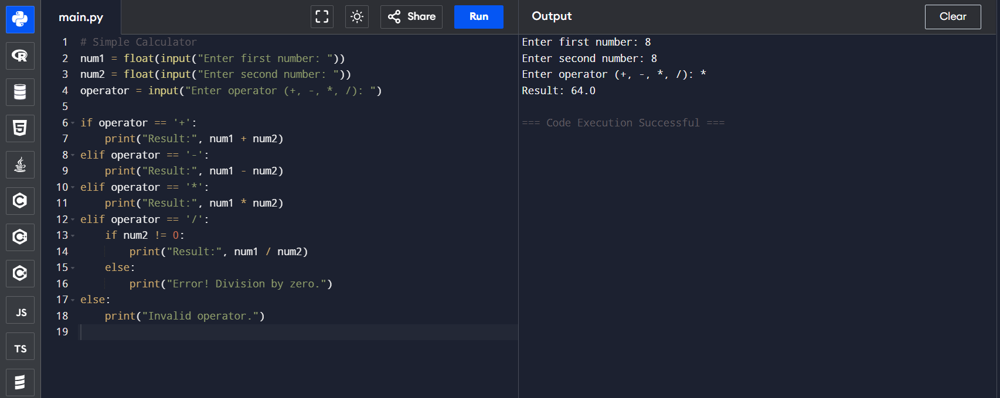 main.py
Share
Run
Output
Clear
1 # Simple Calculator
2 num1 = float(input("Enter first number: "))
3 num2 = float(input("Enter second number: "))
4 operator = input("Enter operator (+, -, *, /): ")
5
6 if operator == '+':
7     print("Result:", num1 + num2)
8 elif operator == '-':
9     print("Result:", num1 - num2)
10 elif operator == '*':
11     print("Result:", num1 * num2)
12 elif operator == '/':
13     if num2 != 0:
14         print("Result:", num1 / num2)
15     else:
16         print("Error! Division by zero.")
17 else:
18     print("Invalid operator.")
19
Enter first number: 8
Enter second number: 8
Enter operator (+, -, *, /): *
Result: 64.0
=== Code Execution Successful ===
R
5
C
C+
C#
JS
TS